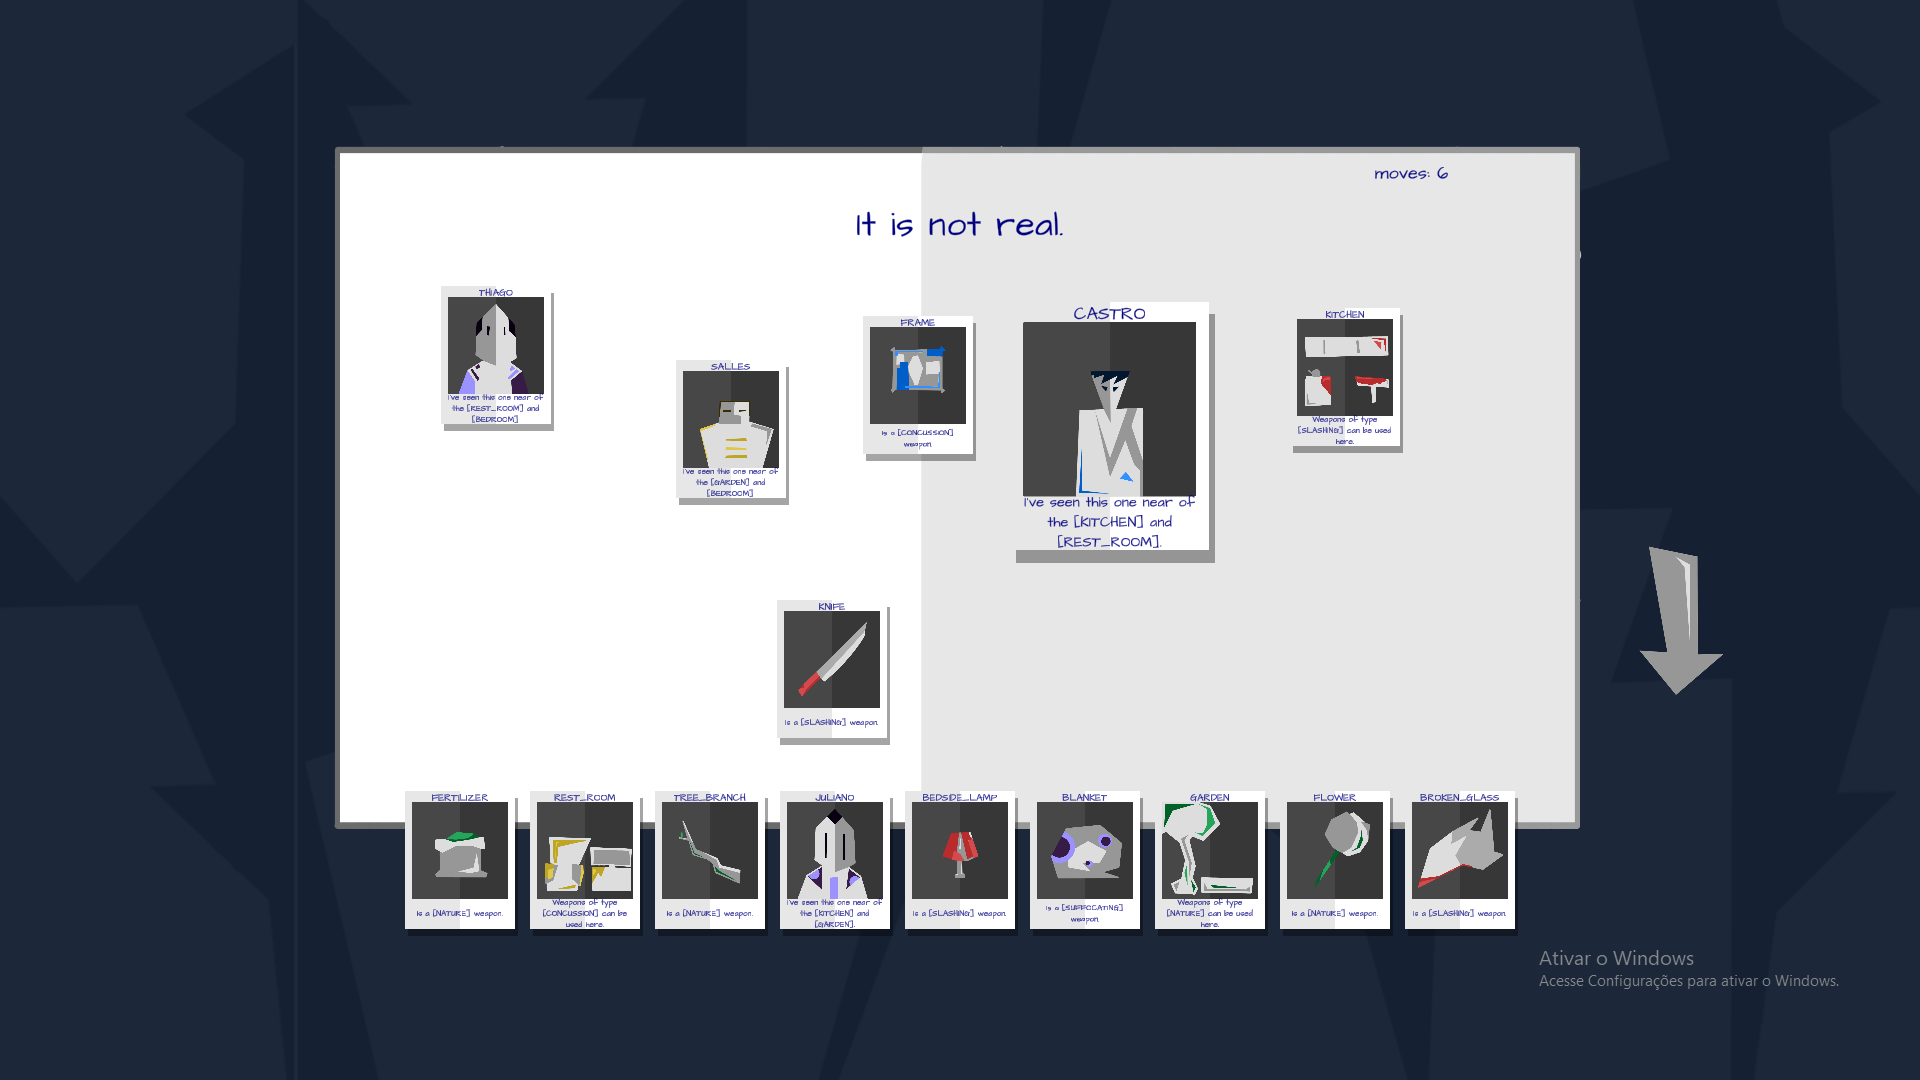 moves: 6
It is not real.
THIAGO
I've seen this one near of
the [REST_ROOM] and
[BEDROOM]
SALLES
I've seen this one near of
the [GARDEN] and
[BEDROOM]
FRAME
Is a [CONCUSSION]
weapon.
CASTRO
I've seen this one near of
the [KITCHEN] and
[REST_ROOM].
KITCHEN
Weapons of type
[SLASHING] can be used
here.
KNIFE
Is a [SLASHING] weapon.
FERTILIZER
Is a [NATURE] weapon.
REST_ROOM
Weapons of type
[CONCUSSION] can be
used here.
TREE_BRANCH
Is a [NATURE] weapon.
JULIANO
I've seen this one near of
the [KITCHEN] and
[GARDEN].
BEDSIDE_LAMP
Is a [SLASHING] weapon.
BLANKET
Is a [SUFFOCATING]
weapon.
GARDEN
Weapons of type
[NATURE] can be used
here.
FLOWER
Is a [NATURE] weapon.
BROKEN_GLASS
Is a [SLASHING] weapon.
Ativar o Windows
Acesse Configurações para ativar o Windows.